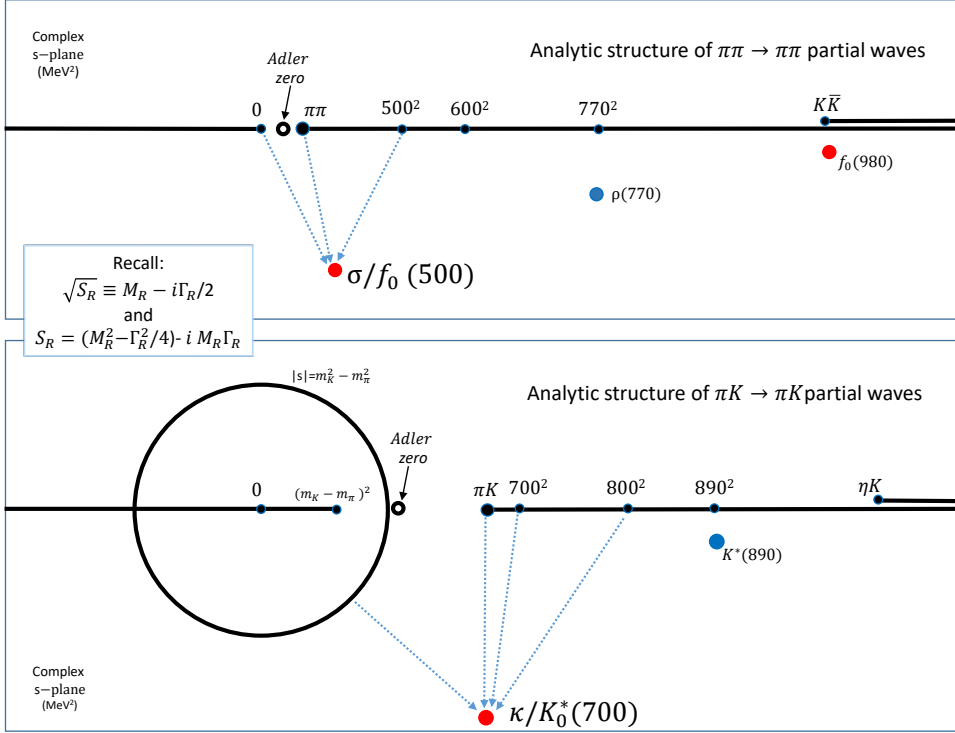 Complex
s−plane
(MeV²)
Analytic structure of ππ → ππ partial waves
Adler
zero
0
ππ
500²
600²
770²
KK̅
f₀(980)
ρ(770)
σ/f₀ (500)
Recall:
√S_R ≡ M_R − iΓ_R/2
and
S_R = (M_R²−Γ_R²/4)- i M_RΓ_R
|s|=m_K² − m_π²
Analytic structure of πK → πK partial waves
Adler
zero
0
(m_K − m_π)²
πK
700²
800²
890²
ηK
K*(890)
κ/K₀*(700)
Complex
s−plane
(MeV²)